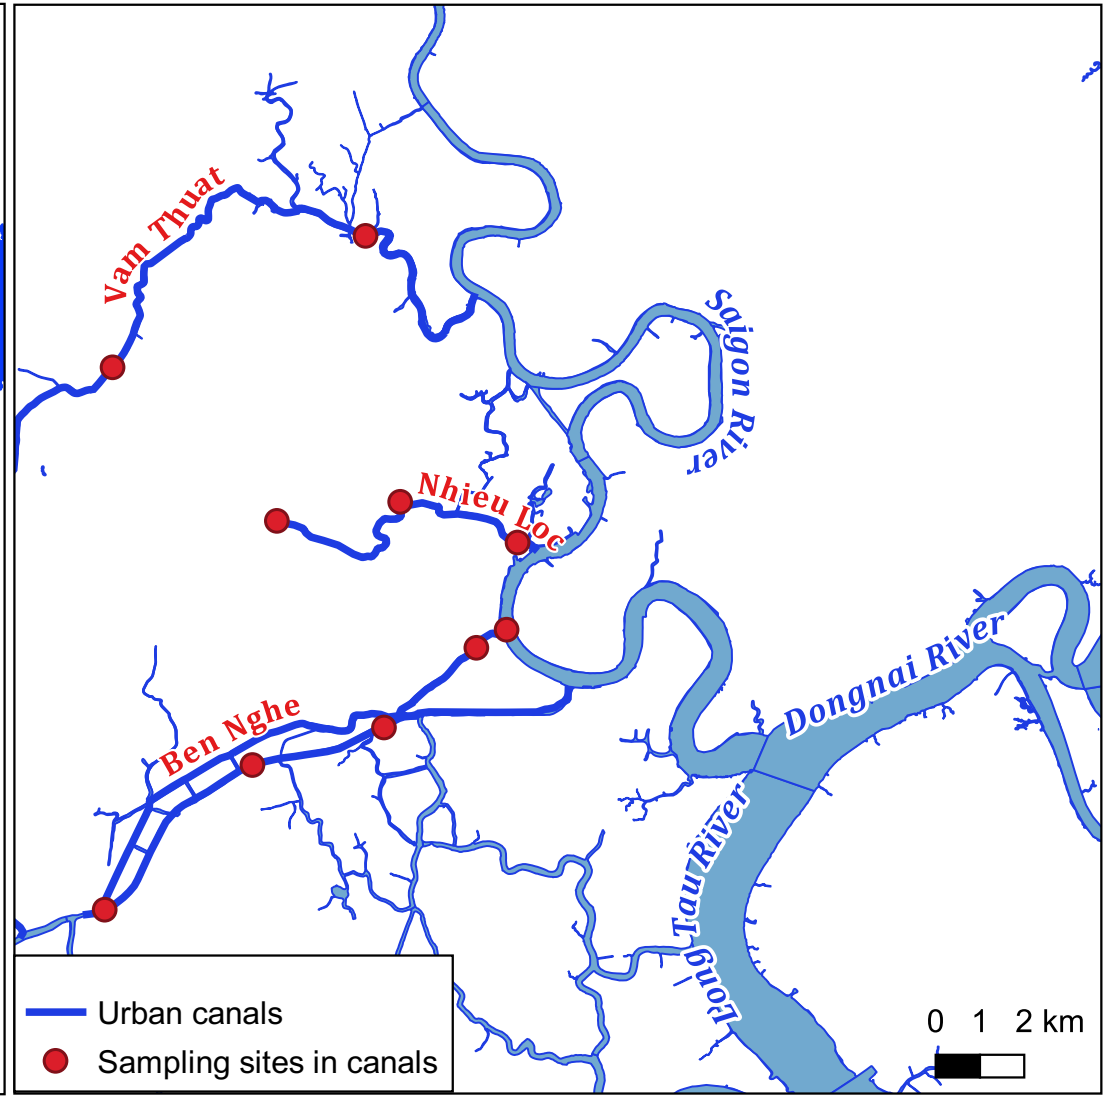 Vam Thuat
Saigon River
Nhieu Loc
Dongnai River
Ben Nghe
Long Tau River
Urban canals
Sampling sites in canals
0 1 2 km